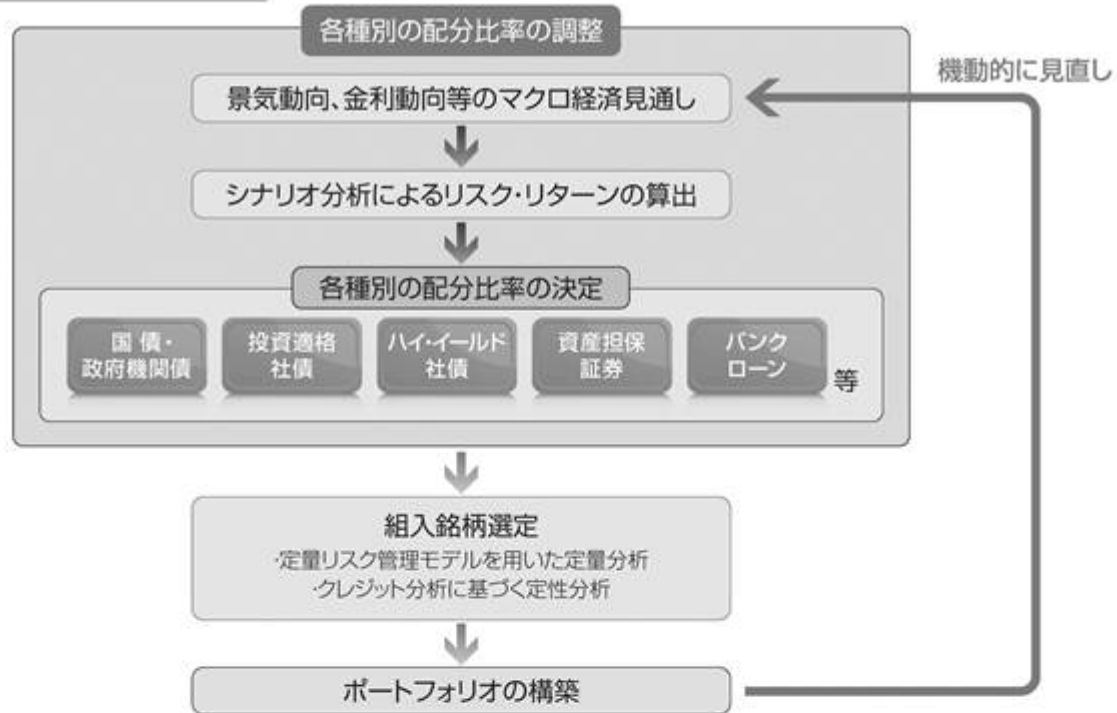 各種別の配分比率の調整
機動的に見直し
景気動向、金利動向等のマクロ経済見通し
シナリオ分析によるリスク・リターンの算出
各種別の配分比率の決定
国債・
政府機関債
投資適格
社債
ハイ・イールド
社債
資産担保
証券
バンク
ローン
等
組入銘柄選定
・定量リスク管理モデルを用いた定量分析
・クレジット分析に基づく定性分析
ポートフォリオの構築